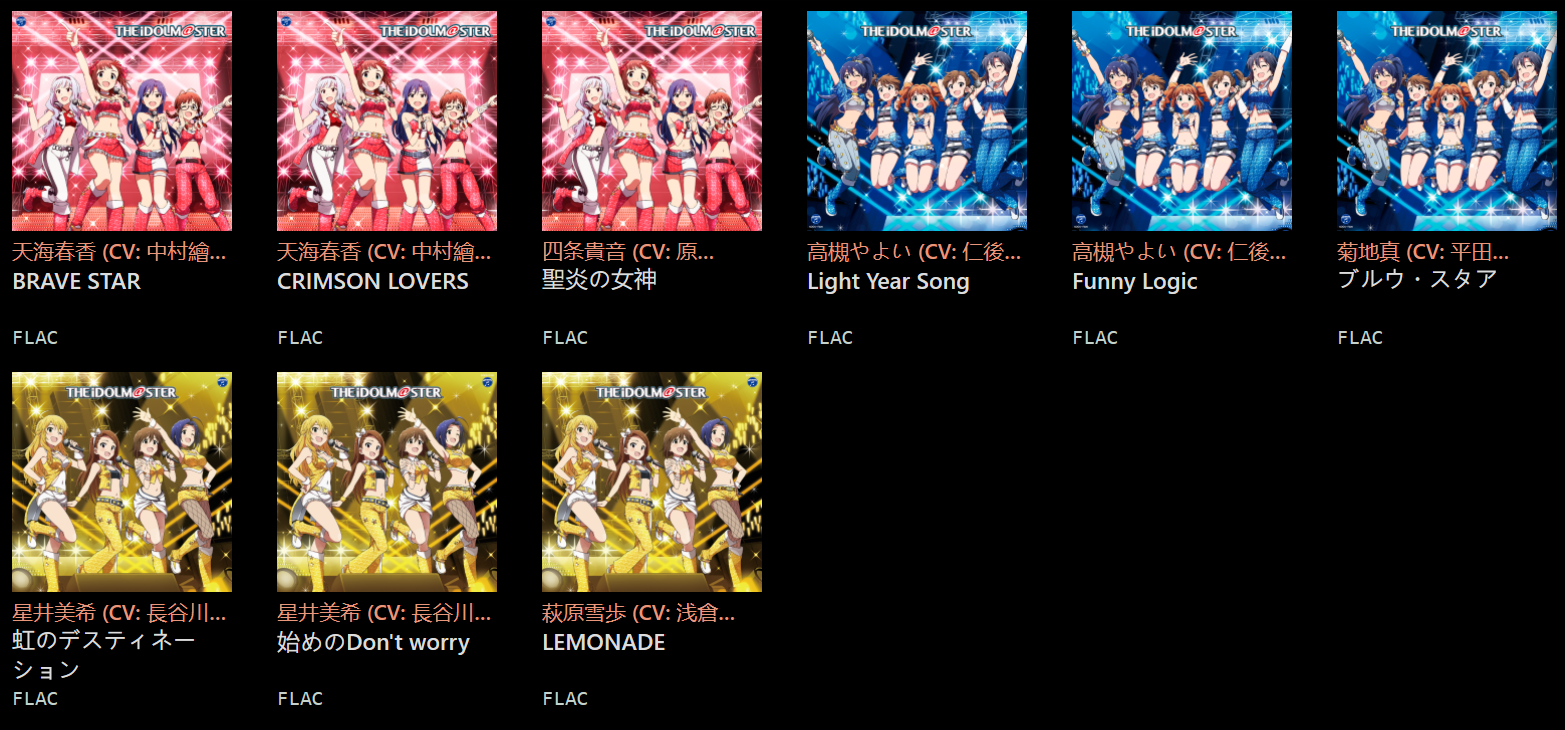 THE iDOLM@STER
THE iDOLM@STER
THE iDOLM@STER
THE iDOLM@STER
THE iDOLM@STER
THE iDOLM@STER
天海春香 (CV: 中村繪...
天海春香 (CV: 中村繪...
四条貴音 (CV: 原...
高槻やよい (CV: 仁後...
高槻やよい (CV: 仁後...
菊地真 (CV: 平田...
BRAVE STAR
CRIMSON LOVERS
聖炎の女神
Light Year Song
Funny Logic
ブルウ・スタア
FLAC
FLAC
FLAC
FLAC
FLAC
FLAC
THE iDOLM@STER
THE iDOLM@STER
THE iDOLM@STER
星井美希 (CV: 長谷川...
星井美希 (CV: 長谷川...
萩原雪歩 (CV: 浅倉...
虹のデスティネー
ション
始めのDon't worry
LEMONADE
FLAC
FLAC
FLAC